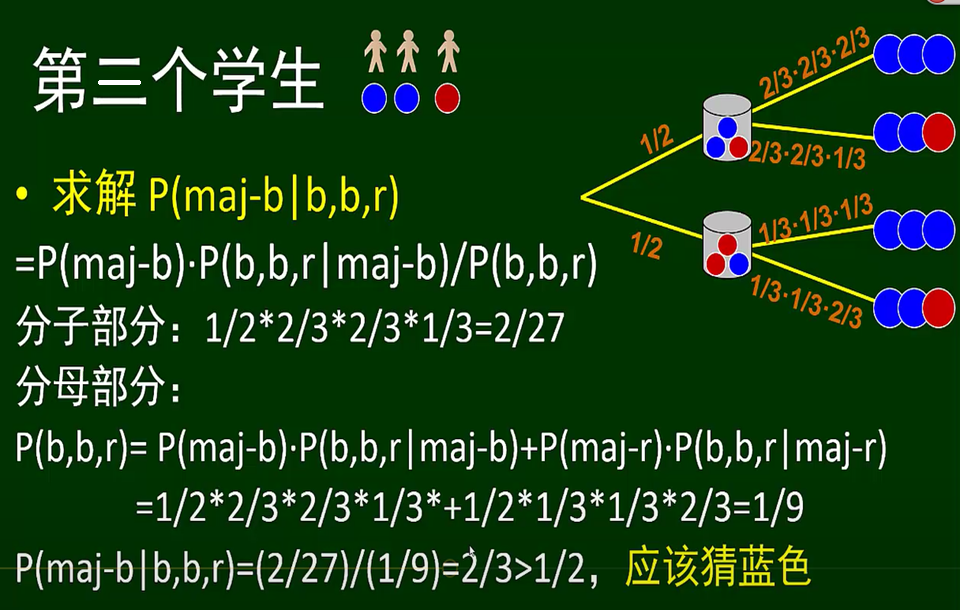 第三个学生
• 求解 P(maj-b|b,b,r)
=P(maj-b)·P(b,b,r|maj-b)/P(b,b,r)
分子部分：1/2*2/3*2/3*1/3=2/27
分母部分：
P(b,b,r)= P(maj-b)·P(b,b,r|maj-b)+P(maj-r)·P(b,b,r|maj-r)
=1/2*2/3*2/3*1/3*+1/2*1/3*1/3*2/3=1/9
P(maj-b|b,b,r)=(2/27)/(1/9)=2/3>1/2，应该猜蓝色
1/2
2/3·2/3·2/3
2/3·2/3·1/3
1/2
1/3·1/3·1/3
1/3·1/3·2/3